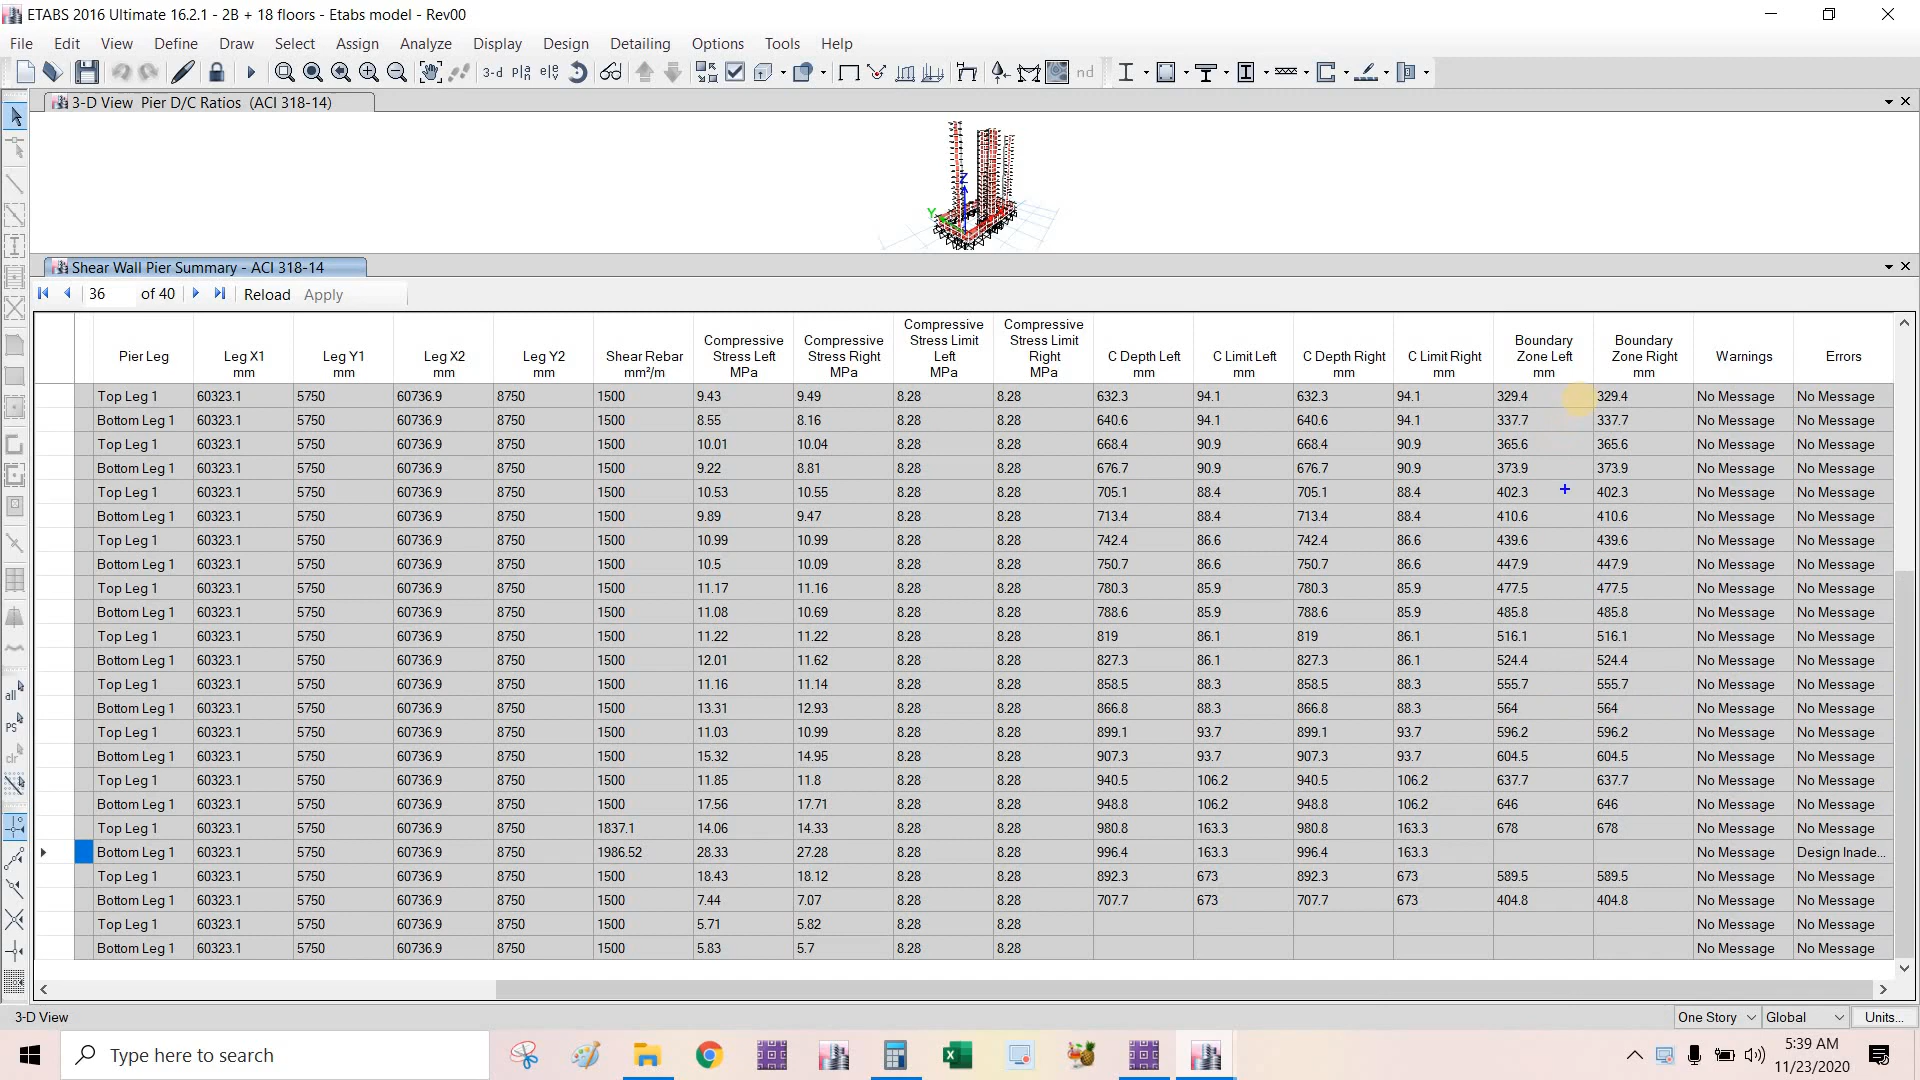 ETABS 2016 Ultimate 16.2.1 - 2B + 18 floors - Etabs model - Rev00
File Edit View Define Draw Select Assign Analyze Display Design Detailing Options Tools Help
3-d Pla elv nd
3-D View Pier D/C Ratios (ACI 318-14)
Z
Y
Shear Wall Pier Summary - ACI 318-14
36 of 40 Reload Apply
Pier Leg Leg X1 mm Leg Y1 mm Leg X2 mm Leg Y2 mm Shear Rebar mm²/m Compressive Stress Left MPa Compressive Stress Right MPa Compressive Stress Limit Left MPa Compressive Stress Limit Right MPa C Depth Left mm C Limit Left mm C Depth Right mm C Limit Right mm Boundary Zone Left mm Boundary Zone Right mm Warnings Errors
Top Leg 1 60323.1 5750 60736.9 8750 1500 9.43 9.49 8.28 8.28 632.3 94.1 632.3 94.1 329.4 329.4 No Message No Message
Bottom Leg 1 60323.1 5750 60736.9 8750 1500 8.55 8.16 8.28 8.28 640.6 94.1 640.6 94.1 337.7 337.7 No Message No Message
Top Leg 1 60323.1 5750 60736.9 8750 1500 10.01 10.04 8.28 8.28 668.4 90.9 668.4 90.9 365.6 365.6 No Message No Message
Bottom Leg 1 60323.1 5750 60736.9 8750 1500 9.22 8.81 8.28 8.28 676.7 90.9 676.7 90.9 373.9 373.9 No Message No Message
Top Leg 1 60323.1 5750 60736.9 8750 1500 10.53 10.55 8.28 8.28 705.1 88.4 705.1 88.4 402.3 402.3 No Message No Message
Bottom Leg 1 60323.1 5750 60736.9 8750 1500 9.89 9.47 8.28 8.28 713.4 88.4 713.4 88.4 410.6 410.6 No Message No Message
Top Leg 1 60323.1 5750 60736.9 8750 1500 10.99 10.99 8.28 8.28 742.4 86.6 742.4 86.6 439.6 439.6 No Message No Message
Bottom Leg 1 60323.1 5750 60736.9 8750 1500 10.5 10.09 8.28 8.28 750.7 86.6 750.7 86.6 447.9 447.9 No Message No Message
Top Leg 1 60323.1 5750 60736.9 8750 1500 11.17 11.16 8.28 8.28 780.3 85.9 780.3 85.9 477.5 477.5 No Message No Message
Bottom Leg 1 60323.1 5750 60736.9 8750 1500 11.08 10.69 8.28 8.28 788.6 85.9 788.6 85.9 485.8 485.8 No Message No Message
Top Leg 1 60323.1 5750 60736.9 8750 1500 11.22 11.22 8.28 8.28 819 86.1 819 86.1 516.1 516.1 No Message No Message
Bottom Leg 1 60323.1 5750 60736.9 8750 1500 12.01 11.62 8.28 8.28 827.3 86.1 827.3 86.1 524.4 524.4 No Message No Message
Top Leg 1 60323.1 5750 60736.9 8750 1500 11.16 11.14 8.28 8.28 858.5 88.3 858.5 88.3 555.7 555.7 No Message No Message
Bottom Leg 1 60323.1 5750 60736.9 8750 1500 13.31 12.93 8.28 8.28 866.8 88.3 866.8 88.3 564 564 No Message No Message
Top Leg 1 60323.1 5750 60736.9 8750 1500 11.03 10.99 8.28 8.28 899.1 93.7 899.1 93.7 596.2 596.2 No Message No Message
Bottom Leg 1 60323.1 5750 60736.9 8750 1500 15.32 14.95 8.28 8.28 907.3 93.7 907.3 93.7 604.5 604.5 No Message No Message
Top Leg 1 60323.1 5750 60736.9 8750 1500 11.85 11.8 8.28 8.28 940.5 106.2 940.5 106.2 637.7 637.7 No Message No Message
Bottom Leg 1 60323.1 5750 60736.9 8750 1500 17.56 17.71 8.28 8.28 948.8 106.2 948.8 106.2 646 646 No Message No Message
Top Leg 1 60323.1 5750 60736.9 8750 1837.1 14.06 14.33 8.28 8.28 980.8 163.3 980.8 163.3 678 678 No Message No Message
Bottom Leg 1 60323.1 5750 60736.9 8750 1986.52 28.33 27.28 8.28 8.28 996.4 163.3 996.4 163.3 No Message Design Inade...
Top Leg 1 60323.1 5750 60736.9 8750 1500 18.43 18.12 8.28 8.28 892.3 673 892.3 673 589.5 589.5 No Message No Message
Bottom Leg 1 60323.1 5750 60736.9 8750 1500 7.44 7.07 8.28 8.28 707.7 673 707.7 673 404.8 404.8 No Message No Message
Top Leg 1 60323.1 5750 60736.9 8750 1500 5.71 5.82 8.28 8.28 No Message No Message
Bottom Leg 1 60323.1 5750 60736.9 8750 1500 5.83 5.7 8.28 8.28 No Message No Message
all
PS
clr
3-D View One Story Global Units...
Type here to search
5:39 AM
11/23/2020